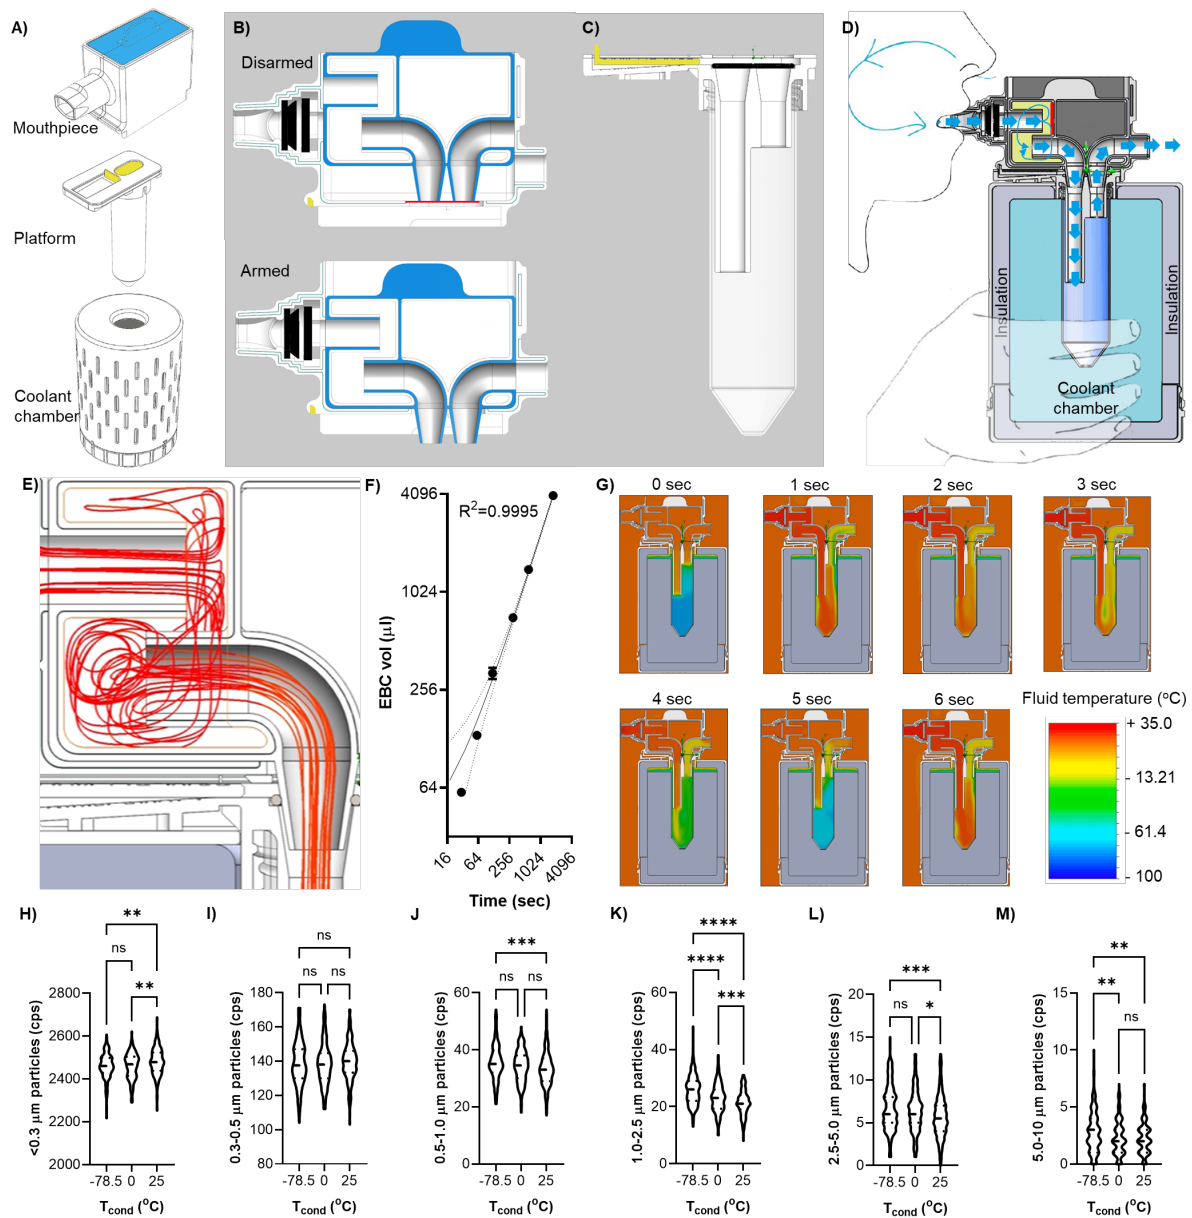 A)
Mouthpiece
Platform
Coolant
chamber
B)
Disarmed
Armed
C)
D)
Insulation
Insulation
Coolant
chamber
E)
F)
R2=0.9995
EBC vol (µl)
4096
1024
256
64
16
64
256
1024
4096
Time (sec)
G)
0 sec
1 sec
2 sec
3 sec
4 sec
5 sec
6 sec
Fluid temperature (oC)
+ 35.0
- 13.21
- 61.4
- 100
H)
**
ns
**
<0.3 µm particles (cps)
2800
2600
2400
2200
2000
-78.5 0 25
Tcond (oC)
I)
ns
ns
ns
0.3-0.5 µm particles (cps)
180
160
140
120
100
80
-78.5 0 25
Tcond (oC)
J
***
ns
ns
0.5-1.0 µm particles (cps)
60
40
20
0
-78.5 0 25
Tcond (oC)
K)
****
****
***
1.0-2.5 µm particles (cps)
60
40
20
0
-78.5 0 25
Tcond (oC)
L)
***
ns
*
2.5-5.0 µm particles (cps)
20
15
10
5
0
-78.5 0 25
Tcond (oC)
M)
**
**
ns
5.0-10 µm particles (cps)
15
10
5
0
-78.5 0 25
Tcond (oC)